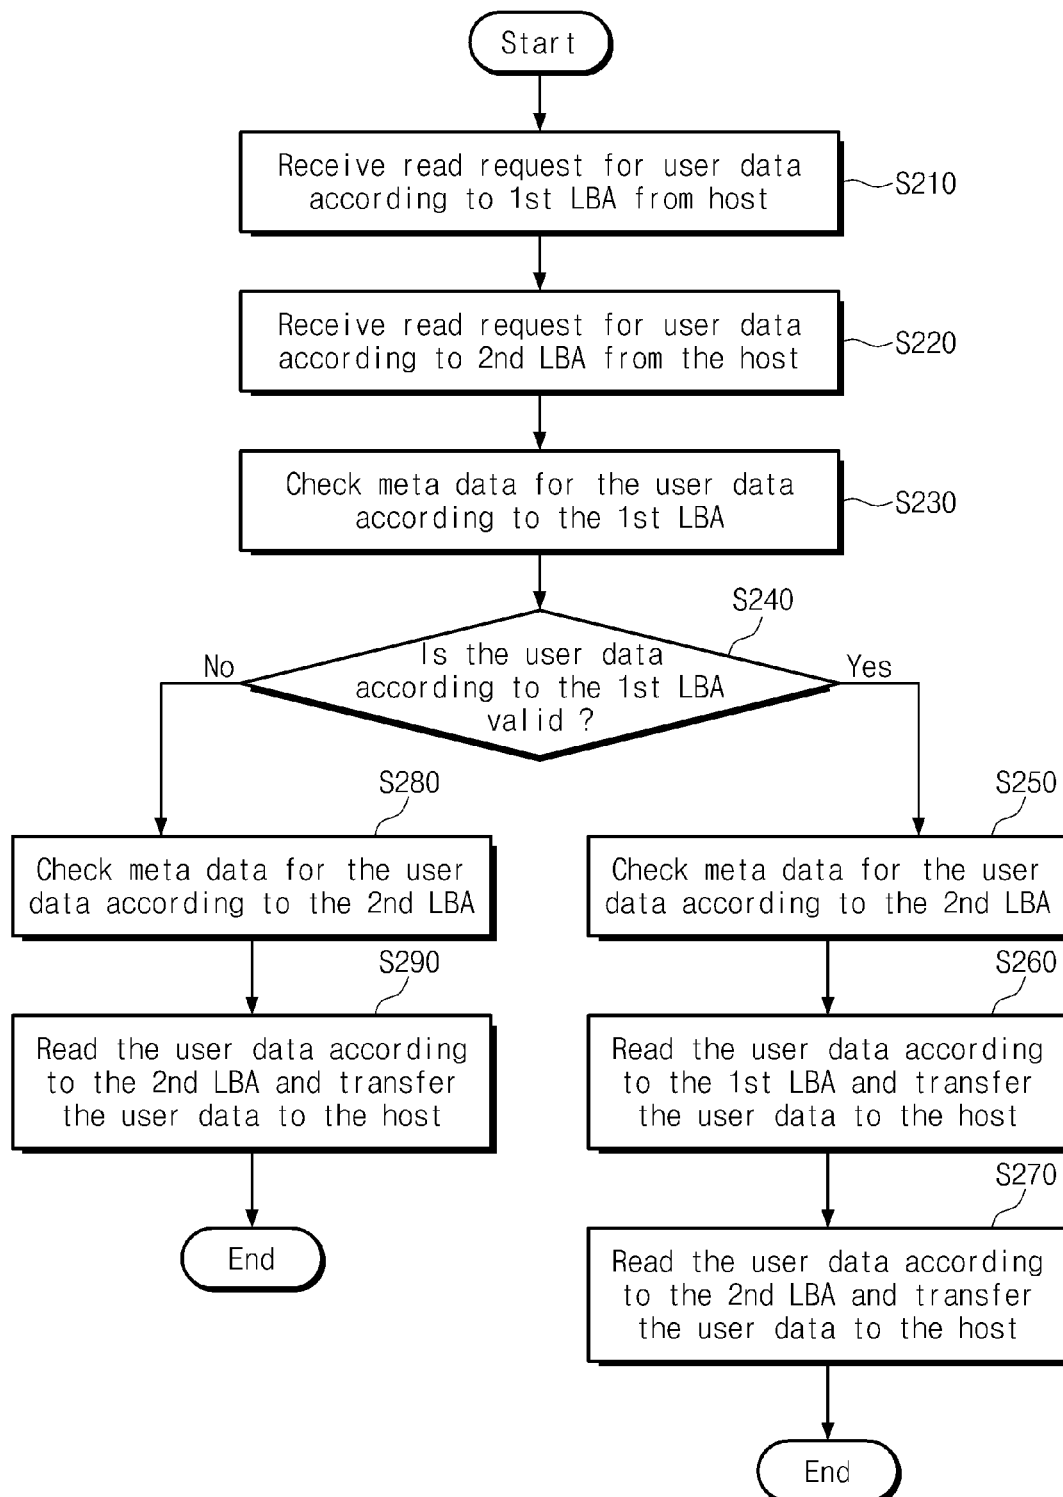 Start
Receive read request for user data
according to 1st LBA from host
S210
Receive read request for user data
according to 2nd LBA from the host
S220
Check meta data for the user data
according to the 1st LBA
S230
S240
Is the user data
according to the 1st LBA
valid ?
No
Yes
S280
Check meta data for the user
data according to the 2nd LBA
S290
Read the user data according
to the 2nd LBA and transfer
the user data to the host
End
S250
Check meta data for the user
data according to the 2nd LBA
S260
Read the user data according
to the 1st LBA and transfer
the user data to the host
S270
Read the user data according
to the 2nd LBA and transfer
the user data to the host
End